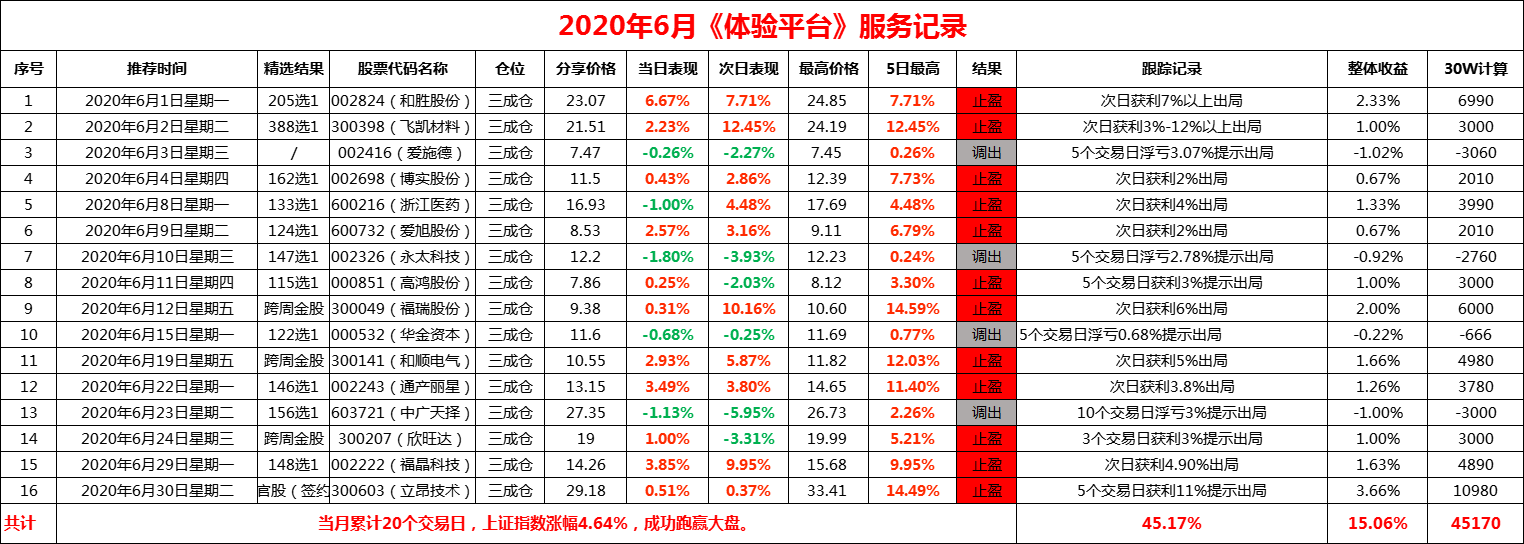 2020年6月《体验平台》服务记录
序号 推荐时间 精选结果 股票代码名称 仓位 分享价格 当日表现 次日表现 最高价格 5日最高 结果 跟踪记录 整体收益 30W计算
1 2020年6月1日星期一 205选1 002824（和胜股份） 三成仓 23.07 6.67% 7.71% 24.85 7.71% 止盈 次日获利7%以上出局 2.33% 6990
2 2020年6月2日星期二 388选1 300398（飞凯材料） 三成仓 21.51 2.23% 12.45% 24.19 12.45% 止盈 次日获利3%-12%以上出局 1.00% 3000
3 2020年6月3日星期三 / 002416（爱施德） 三成仓 7.47 -0.26% -2.27% 7.45 0.26% 调出 5个交易日浮亏3.07%提示出局 -1.02% -3060
4 2020年6月4日星期四 162选1 002698（博实股份） 三成仓 11.5 0.43% 2.86% 12.39 7.73% 止盈 次日获利2%出局 0.67% 2010
5 2020年6月8日星期一 133选1 600216（浙江医药） 三成仓 16.93 -1.00% 4.48% 17.69 4.48% 止盈 次日获利4%出局 1.33% 3990
6 2020年6月9日星期二 124选1 600732（爱旭股份） 三成仓 8.53 2.57% 3.16% 9.11 6.79% 止盈 次日获利2%出局 0.67% 2010
7 2020年6月10日星期三 147选1 002326（永太科技） 三成仓 12.2 -1.80% -3.93% 12.23 0.24% 调出 5个交易日浮亏2.78%提示出局 -0.92% -2760
8 2020年6月11日星期四 115选1 000851（高鸿股份） 三成仓 7.86 0.25% -2.03% 8.12 3.30% 止盈 5个交易日获利3%提示出局 1.00% 3000
9 2020年6月12日星期五 跨周金股 300049（福瑞股份） 三成仓 9.38 0.31% 10.16% 10.60 14.59% 止盈 次日获利6%出局 2.00% 6000
10 2020年6月15日星期一 122选1 000532（华金资本） 三成仓 11.6 -0.68% -0.25% 11.69 0.77% 调出 5个交易日浮亏0.68%提示出局 -0.22% -666
11 2020年6月19日星期五 跨周金股 300141（和顺电气） 三成仓 10.55 2.93% 5.87% 11.82 12.03% 止盈 次日获利5%出局 1.66% 4980
12 2020年6月22日星期一 146选1 002243（通产丽星） 三成仓 13.15 3.49% 3.80% 14.65 11.40% 止盈 次日获利3.8%出局 1.26% 3780
13 2020年6月23日星期二 156选1 603721（中广天择） 三成仓 27.35 -1.13% -5.95% 26.73 2.26% 调出 10个交易日浮亏3%提示出局 -1.00% -3000
14 2020年6月24日星期三 跨周金股 300207（欣旺达） 三成仓 19 1.00% -3.31% 19.99 5.21% 止盈 3个交易日获利3%提示出局 1.00% 3000
15 2020年6月29日星期一 148选1 002222（福晶科技） 三成仓 14.26 3.85% 9.95% 15.68 9.95% 止盈 次日获利4.90%出局 1.63% 4890
16 2020年6月30日星期二 官股（签约 300603（立昂技术） 三成仓 29.18 0.51% 0.37% 33.41 14.49% 止盈 5个交易日获利11%提示出局 3.66% 10980
共计 当月累计20个交易日，上证指数涨幅4.64%，成功跑赢大盘。 45.17% 15.06% 45170